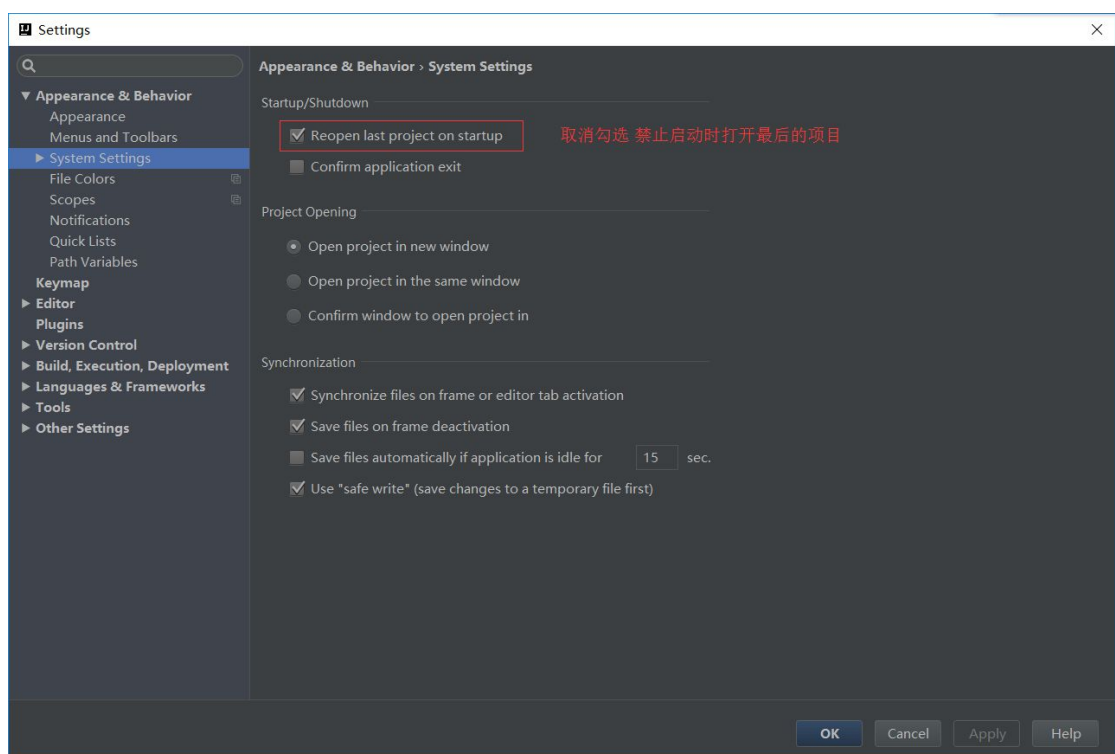 Settings
Appearance & Behavior › System Settings
Appearance & Behavior
Appearance
Menus and Toolbars
System Settings
File Colors
Scopes
Notifications
Quick Lists
Path Variables
Keymap
Editor
Plugins
Version Control
Build, Execution, Deployment
Languages & Frameworks
Tools
Other Settings
Startup/Shutdown
Reopen last project on startup 取消勾选 禁止启动时打开最后的项目
Confirm application exit
Project Opening
Open project in new window
Open project in the same window
Confirm window to open project in
Synchronization
Synchronize files on frame or editor tab activation
Save files on frame deactivation
Save files automatically if application is idle for 15 sec.
Use "safe write" (save changes to a temporary file first)
OK Cancel Apply Help